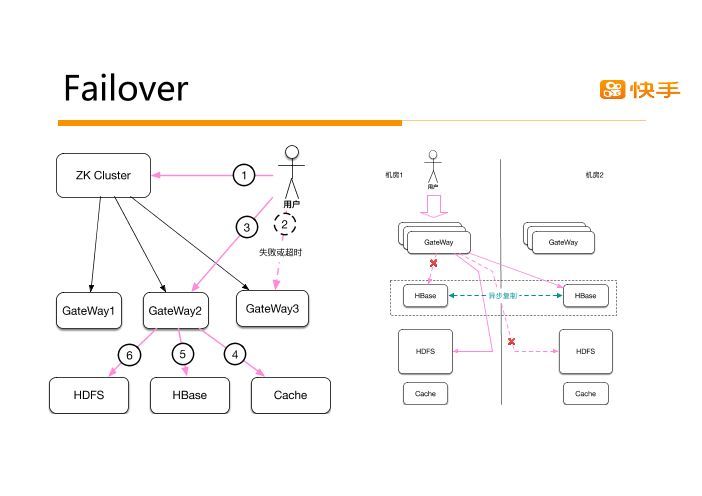 Failover
快手
ZK Cluster
1
用户
2
3
失败或超时
GateWay1
GateWay2
GateWay3
6
5
4
HDFS
HBase
Cache
机房1
用户
机房2
GateWay
GateWay
HBase
异步复制
HBase
HDFS
HDFS
Cache
Cache